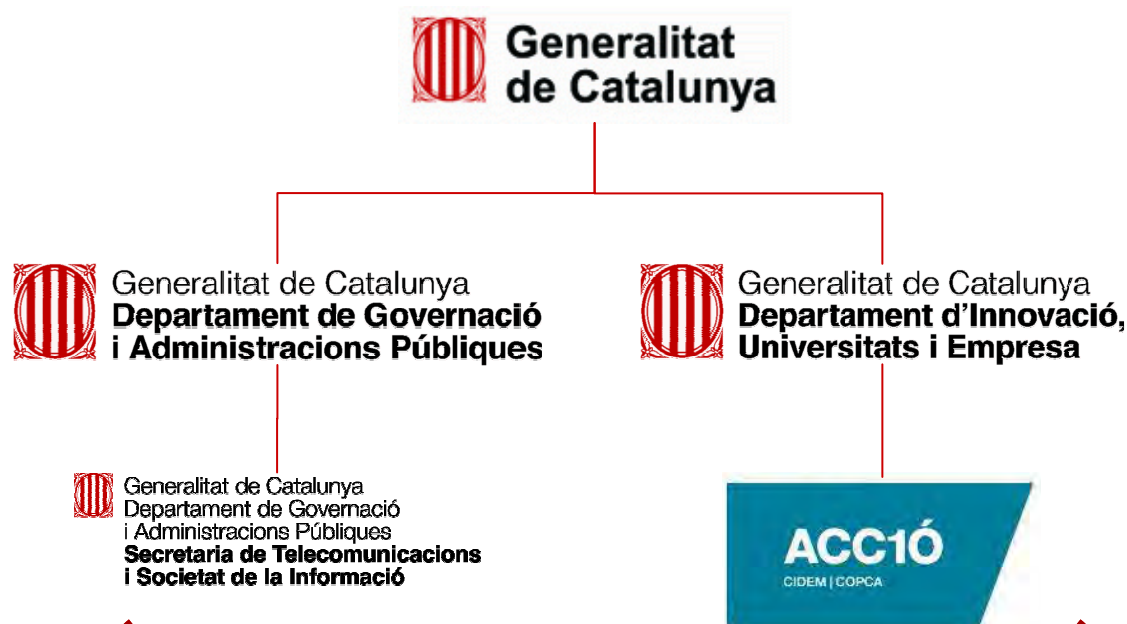 Generalitat
de Catalunya
Generalitat de Catalunya
Departament de Governació
i Administracions Públiques
Generalitat de Catalunya
Departament d'Innovació,
Universitats i Empresa
Generalitat de Catalunya
Departament de Governació
i Administracions Públiques
Secretaria de Telecomunicacions
i Societat de la Informació
ACC1Ó
CIDEM | COPCA